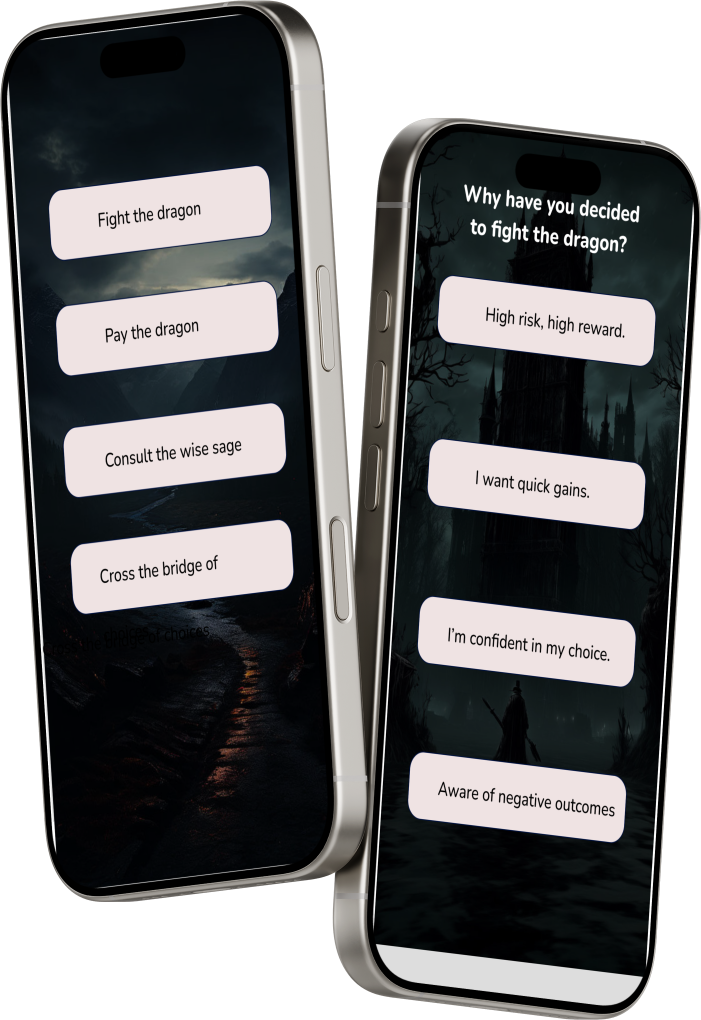 Fight the dragon
Pay the dragon
Consult the wise sage
Cross the bridge of
choices
Why have you decided
to fight the dragon?
High risk, high reward.
I want quick gains.
I'm confident in my choice.
Aware of negative outcomes